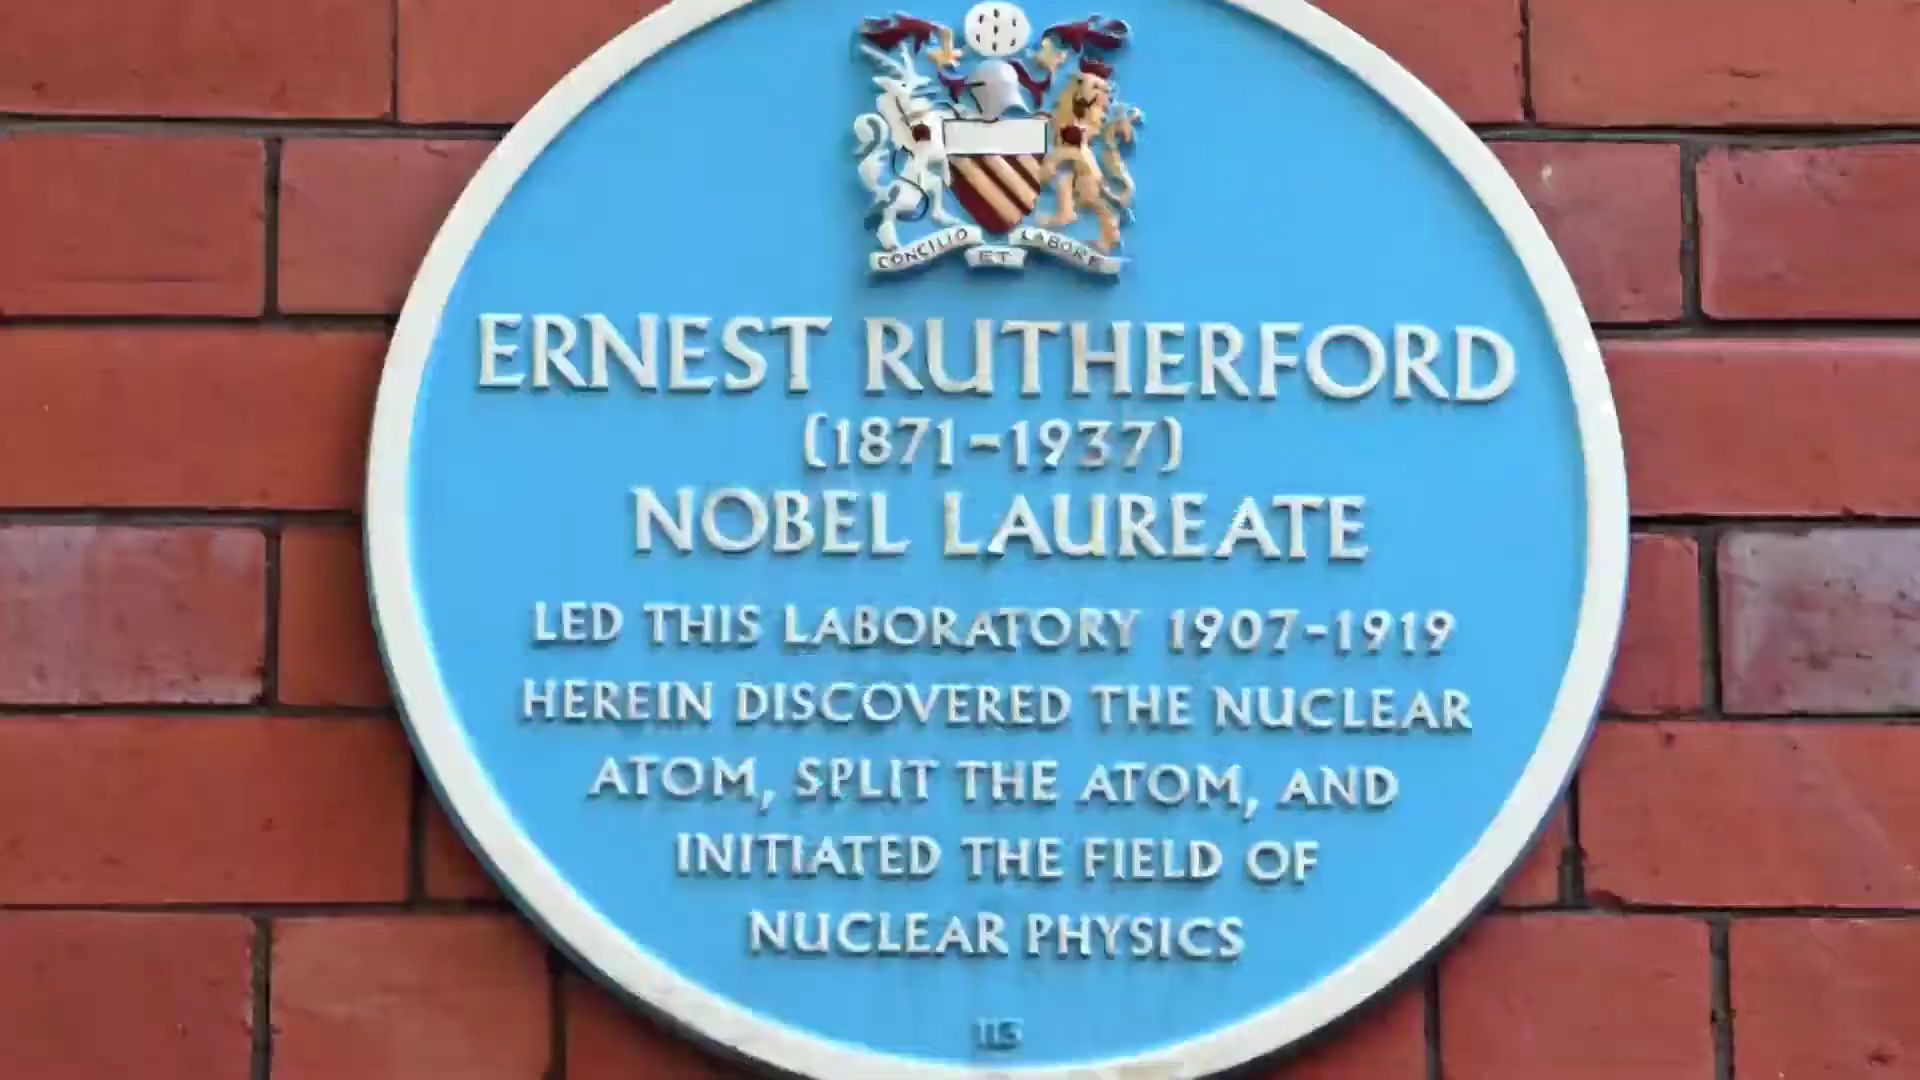 CONCILIO ET LABORE
ERNEST RUTHERFORD
(1871-1937)
NOBEL LAUREATE
LED THIS LABORATORY 1907-1919
HEREIN DISCOVERED THE NUCLEAR
ATOM, SPLIT THE ATOM, AND
INITIATED THE FIELD OF
NUCLEAR PHYSICS